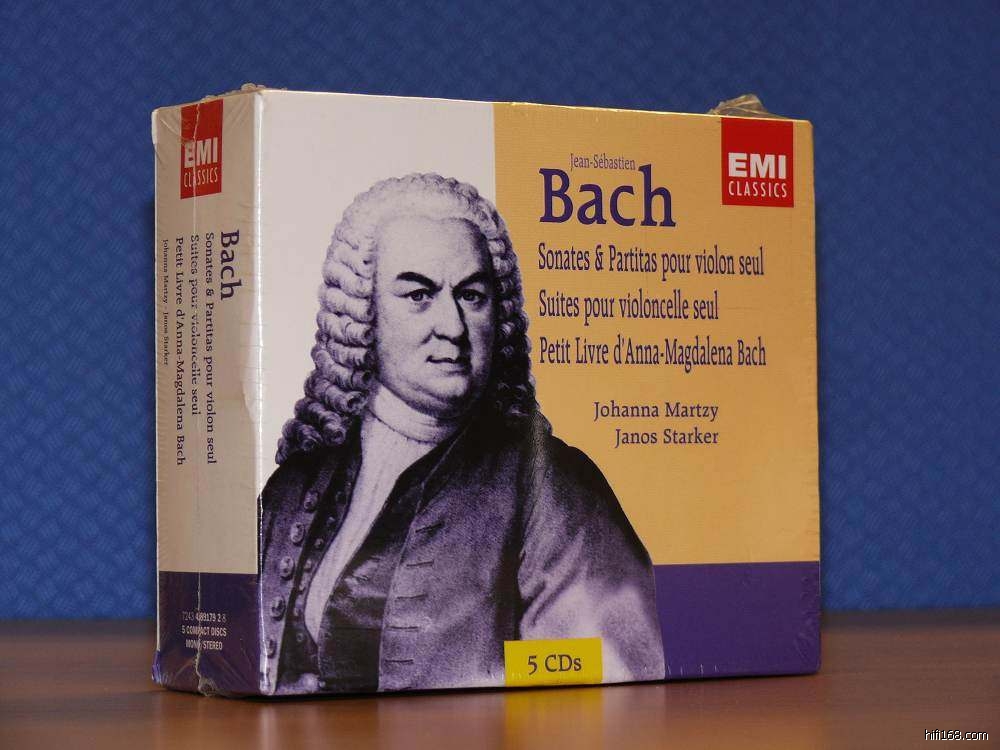 EMI
CLASSICS
Bach
Sonates & Partitas pour violon seul
Suites pour violoncelle seul
Petit Livre d'Anna-Magdalena Bach
Johanna Martzy Janos Starker
5 COMPACT DISCS
MONO/STEREO
Jean-Sébastien
Bach
EMI
CLASSICS
Sonates & Partitas pour violon seul
Suites pour violoncelle seul
Petit Livre d'Anna-Magdalena Bach
Johanna Martzy
Janos Starker
5 CDs
hifi168.com